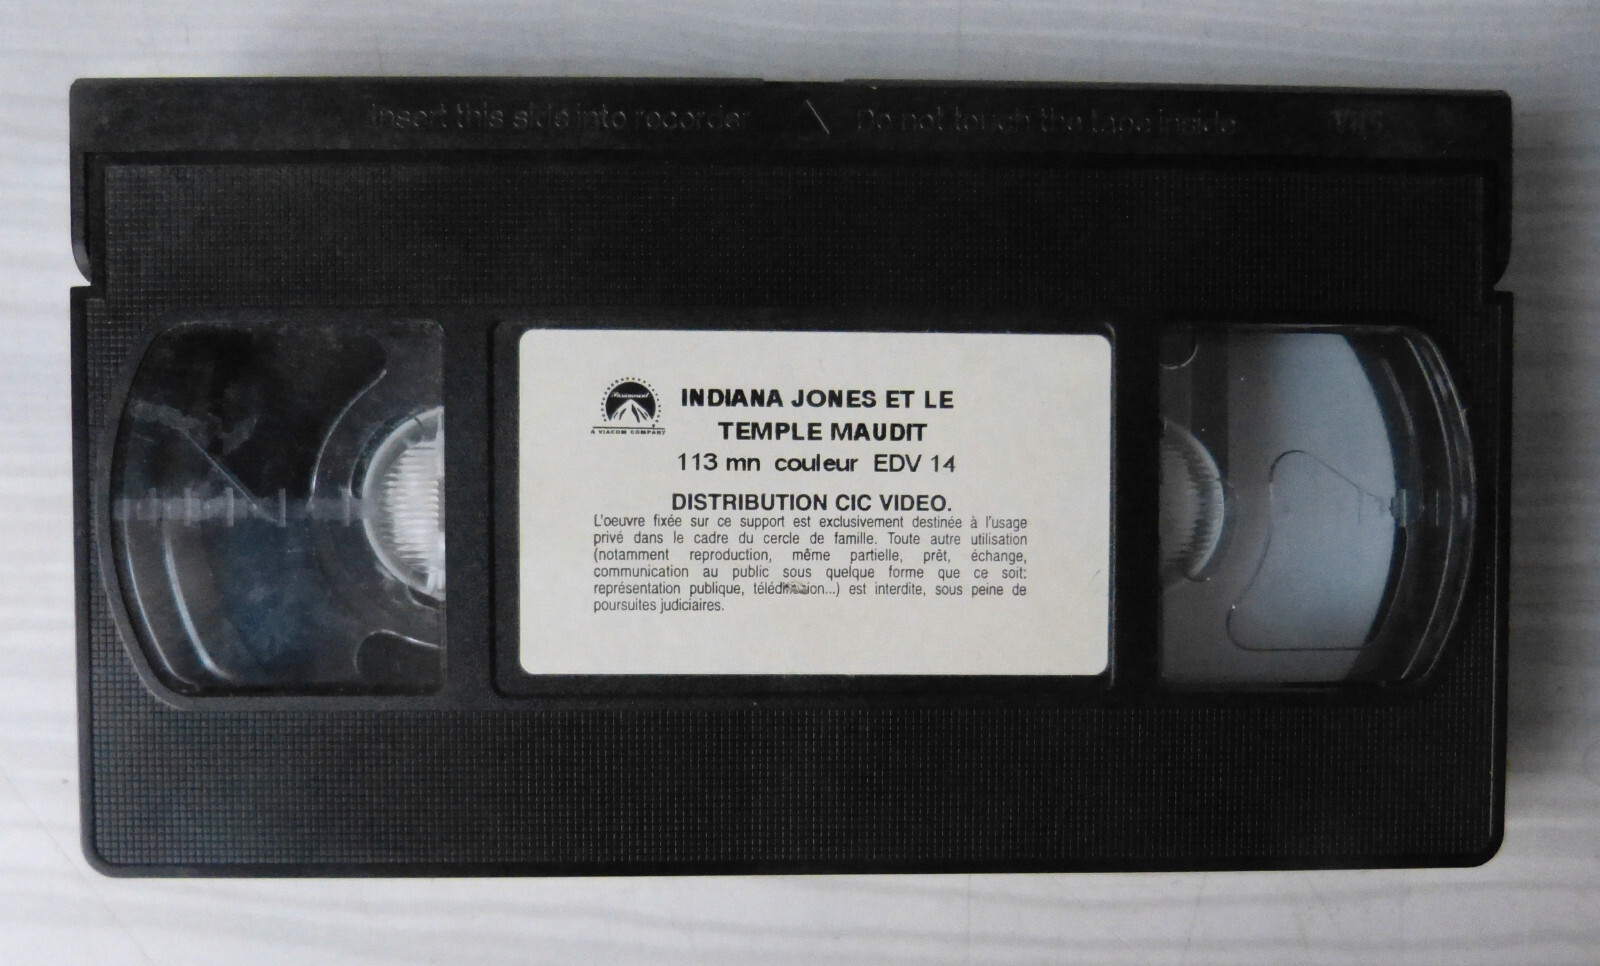 Insert this side into recorder
Do not touch the tape inside
VHS
Paramount
A VIACOM COMPANY
INDIANA JONES ET LE
TEMPLE MAUDIT
113 mn couleur EDV 14
DISTRIBUTION CIC VIDEO.
L'oeuvre fixée sur ce support est exclusivement destinée à l'usage
privé dans le cadre du cercle de famille. Toute autre utilisation
(notamment reproduction, même partielle, prêt, échange,
communication au public sous quelque forme que ce soit:
représentation publique, ...) est interdite, sous peine de
poursuites judiciaires.